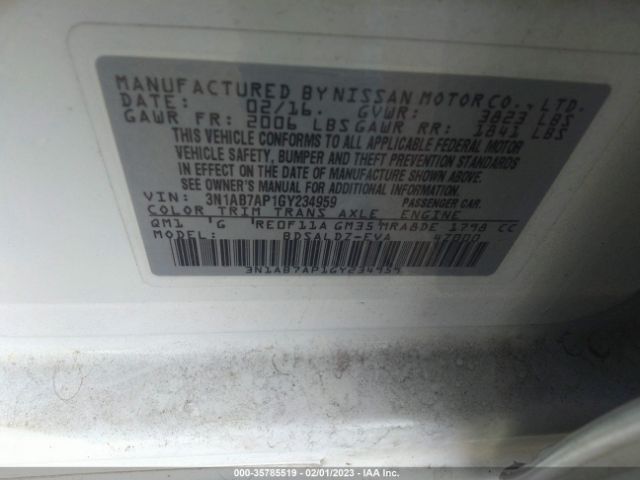 MANUFACTURED BY NISSAN MOTOR CO., LTD.
DATE: 02/16. GVWR: 3823 LBS
GAWR FR: 2006 LBS GAWR RR: 1841 LBS
THIS VEHICLE CONFORMS TO ALL APPLICABLE FEDERAL MOTOR
VEHICLE SAFETY, BUMPER AND THEFT PREVENTION STANDARDS
IN EFFECT ON THE DATE OF MANUFACTURE SHOWN ABOVE.
SEE OWNER'S MANUAL FOR ADDITIONAL INFORMATION.
VIN: 3N1AB7AP1GY234959 PASSENGER CAR
COLOR TRIM TRANS AXLE ENGINE
QM1 G RE0F11A GM35 MRA8DE 1798 CC
BDSALDZ-EVA
3N1AB7AP1GY234959
000-35785519 - 02/01/2023 - IAA Inc.